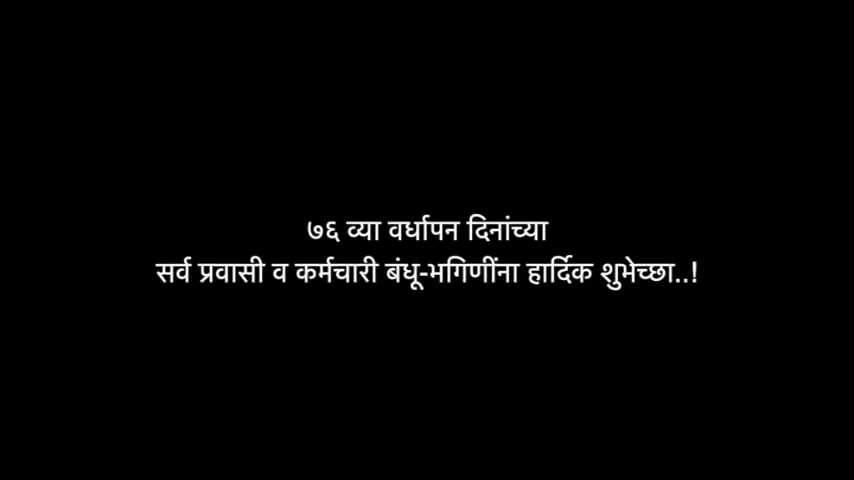 ७६ व्या वर्धापन दिनांच्या
सर्व प्रवासी व कर्मचारी बंधू-भगिणींना हार्दिक शुभेच्छा..!